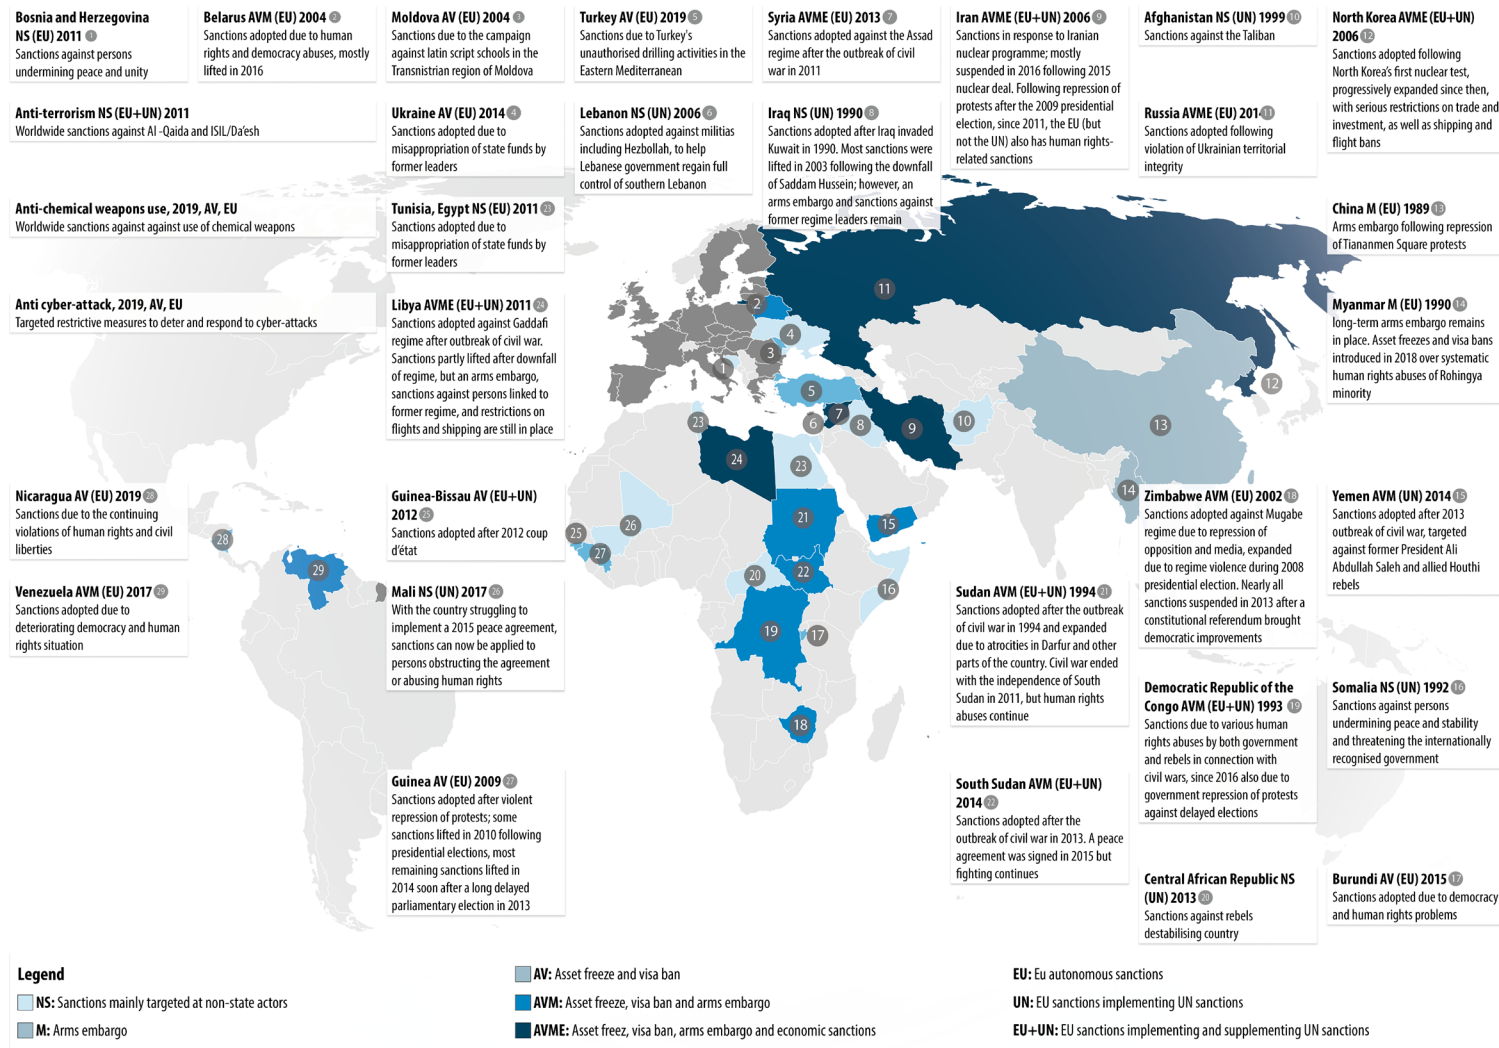 Bosnia and Herzegovina
NS (EU) 2011 1
Sanctions against persons
undermining peace and unity
Belarus AVM (EU) 2004 2
Sanctions adopted due to human
rights and democracy abuses, mostly
lifted in 2016
Moldova AV (EU) 2004 3
Sanctions due to the campaign
against latin script schools in the
Transnistrian region of Moldova
Turkey AV (EU) 2019 5
Sanctions due to Turkey's
unauthorised drilling activities in the
Eastern Mediterranean
Syria AVME (EU) 2013 7
Sanctions adopted against the Assad
regime after the outbreak of civil
war in 2011
Iran AVME (EU+UN) 2006 9
Sanctions in response to Iranian
nuclear programme; mostly
suspended in 2016 following 2015
nuclear deal. Following repression of
protests after the 2009 presidential
election, since 2011, the EU (but
not the UN) also has human rights-
related sanctions
Afghanistan NS (UN) 1999 10
Sanctions against the Taliban
North Korea AVME (EU+UN)
2006 12
Sanctions adopted following
North Korea's first nuclear test,
progressively expanded since then,
with serious restrictions on trade and
investment, as well as shipping and
flight bans
Anti-terrorism NS (EU+UN) 2011
Worldwide sanctions against Al -Qaida and ISIL/Da'esh
Ukraine AV (EU) 2014 4
Sanctions adopted due to
misappropriation of state funds by
former leaders
Lebanon NS (UN) 2006 6
Sanctions adopted against militias
including Hezbollah, to help
Lebanese government regain full
control of southern Lebanon
Iraq NS (UN) 1990 8
Sanctions adopted after Iraq invaded
Kuwait in 1990. Most sanctions were
lifted in 2003 following the downfall
of Saddam Hussein; however, an
arms embargo and sanctions against
former regime leaders remain
Russia AVME (EU) 2014 11
Sanctions adopted following
violation of Ukrainian territorial
integrity
Anti-chemical weapons use, 2019, AV, EU
Worldwide sanctions against against use of chemical weapons
Tunisia, Egypt NS (EU) 2011 23
Sanctions adopted due to
misappropriation of state funds by
former leaders
China M (EU) 1989 13
Arms embargo following repression
of Tiananmen Square protests
Anti cyber-attack, 2019, AV, EU
Targeted restrictive measures to deter and respond to cyber-attacks
Libya AVME (EU+UN) 2011 24
Sanctions adopted against Gaddafi
regime after outbreak of civil war.
Sanctions partly lifted after downfall
of regime, but an arms embargo,
sanctions against persons linked to
former regime, and restrictions on
flights and shipping are still in place
Myanmar M (EU) 1990 14
long-term arms embargo remains
in place. Asset freezes and visa bans
introduced in 2018 over systematic
human rights abuses of Rohingya
minority
11
2
4
3
1
12
5
7
6
8
9
10
13
23
24
23
14
Nicaragua AV (EU) 2019 28
Sanctions due to the continuing
violations of human rights and civil
liberties
Guinea-Bissau AV (EU+UN)
2012 25
Sanctions adopted after 2012 coup
d'état
Zimbabwe AVM (EU) 2002 18
Sanctions adopted against Mugabe
regime due to repression of
opposition and media, expanded
due to regime violence during 2008
presidential election. Nearly all
sanctions suspended in 2013 after a
constitutional referendum brought
democratic improvements
Yemen AVM (UN) 2014 15
Sanctions adopted after 2013
outbreak of civil war, targeted
against former President Ali
Abdullah Saleh and allied Houthi
rebels
28
25
26
27
21
15
29
20
22
16
19
17
18
Venezuela AVM (EU) 2017 29
Sanctions adopted due to
deteriorating democracy and human
rights situation
Mali NS (UN) 2017 26
With the country struggling to
implement a 2015 peace agreement,
sanctions can now be applied to
persons obstructing the agreement
or abusing human rights
Sudan AVM (EU+UN) 1994 21
Sanctions adopted after the outbreak
of civil war in 1994 and expanded
due to atrocities in Darfur and other
parts of the country. Civil war ended
with the independence of South
Sudan in 2011, but human rights
abuses continue
Democratic Republic of the
Congo AVM (EU+UN) 1993 19
Sanctions due to various human
rights abuses by both government
and rebels in connection with
civil wars, since 2016 also due to
government repression of protests
against delayed elections
Somalia NS (UN) 1992 16
Sanctions against persons
undermining peace and stability
and threatening the internationally
recognised government
Guinea AV (EU) 2009 27
Sanctions adopted after violent
repression of protests; some
sanctions lifted in 2010 following
presidential elections, most
remaining sanctions lifted in
2014 soon after a long delayed
parliamentary election in 2013
South Sudan AVM (EU+UN)
2014 22
Sanctions adopted after the
outbreak of civil war in 2013. A peace
agreement was signed in 2015 but
fighting continues
Central African Republic NS
(UN) 2013 20
Sanctions against rebels
destabilising country
Burundi AV (EU) 2015 17
Sanctions adopted due to democracy
and human rights problems
Legend
NS: Sanctions mainly targeted at non-state actors
M: Arms embargo
AV: Asset freeze and visa ban
AVM: Asset freeze, visa ban and arms embargo
AVME: Asset freez, visa ban, arms embargo and economic sanctions
EU: Eu autonomous sanctions
UN: EU sanctions implementing UN sanctions
EU+UN: EU sanctions implementing and supplementing UN sanctions